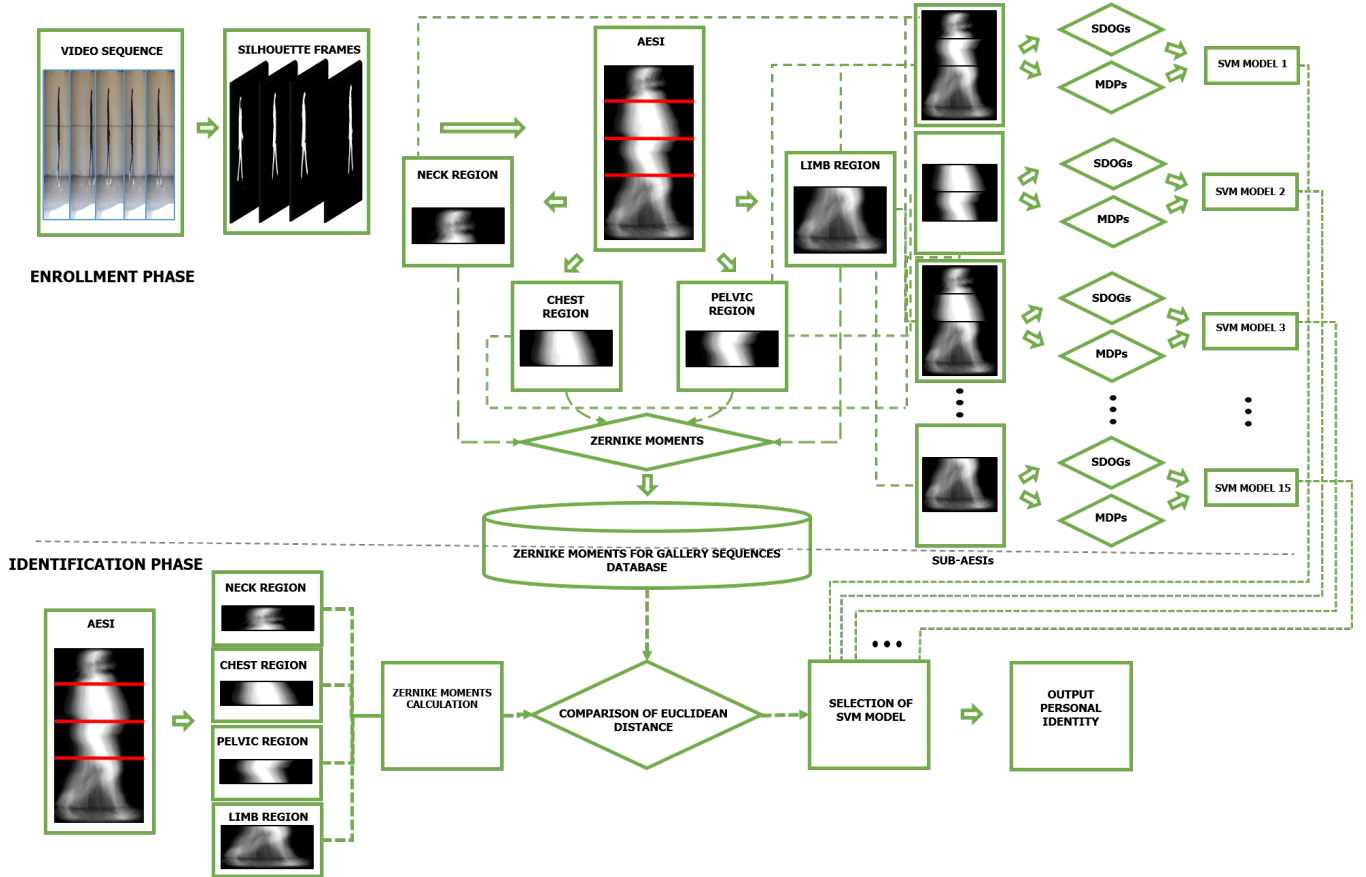 VIDEO SEQUENCE
SILHOUETTE FRAMES
AESI
NECK REGION
LIMB REGION
CHEST
REGION
PELVIC
REGION
ENROLLMENT PHASE
SDOGs
MDPs
SVM MODEL 1
SDOGs
MDPs
SVM MODEL 2
SDOGs
MDPs
SVM MODEL 3
SDOGs
MDPs
SVM MODEL 15
SUB-AESIs
ZERNIKE MOMENTS
ZERNIKE MOMENTS FOR GALLERY SEQUENCES
DATABASE
IDENTIFICATION PHASE
AESI
NECK REGION
CHEST REGION
PELVIC REGION
LIMB REGION
ZERNIKE MOMENTS
CALCULATION
COMPARISON OF EUCLIDEAN
DISTANCE
SELECTION OF
SVM MODEL
OUTPUT
PERSONAL
IDENTITY